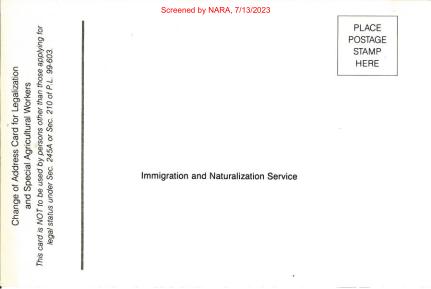 Screened by NARA, 7/13/2023
Change of Address Card for Legalization
and Special Agricultural Workers
This card is NOT to be used by persons other than those applying for
legal status under Sec. 245A or Sec. 210 of P.L. 99-603.
PLACE
POSTAGE
STAMP
HERE
Immigration and Naturalization Service